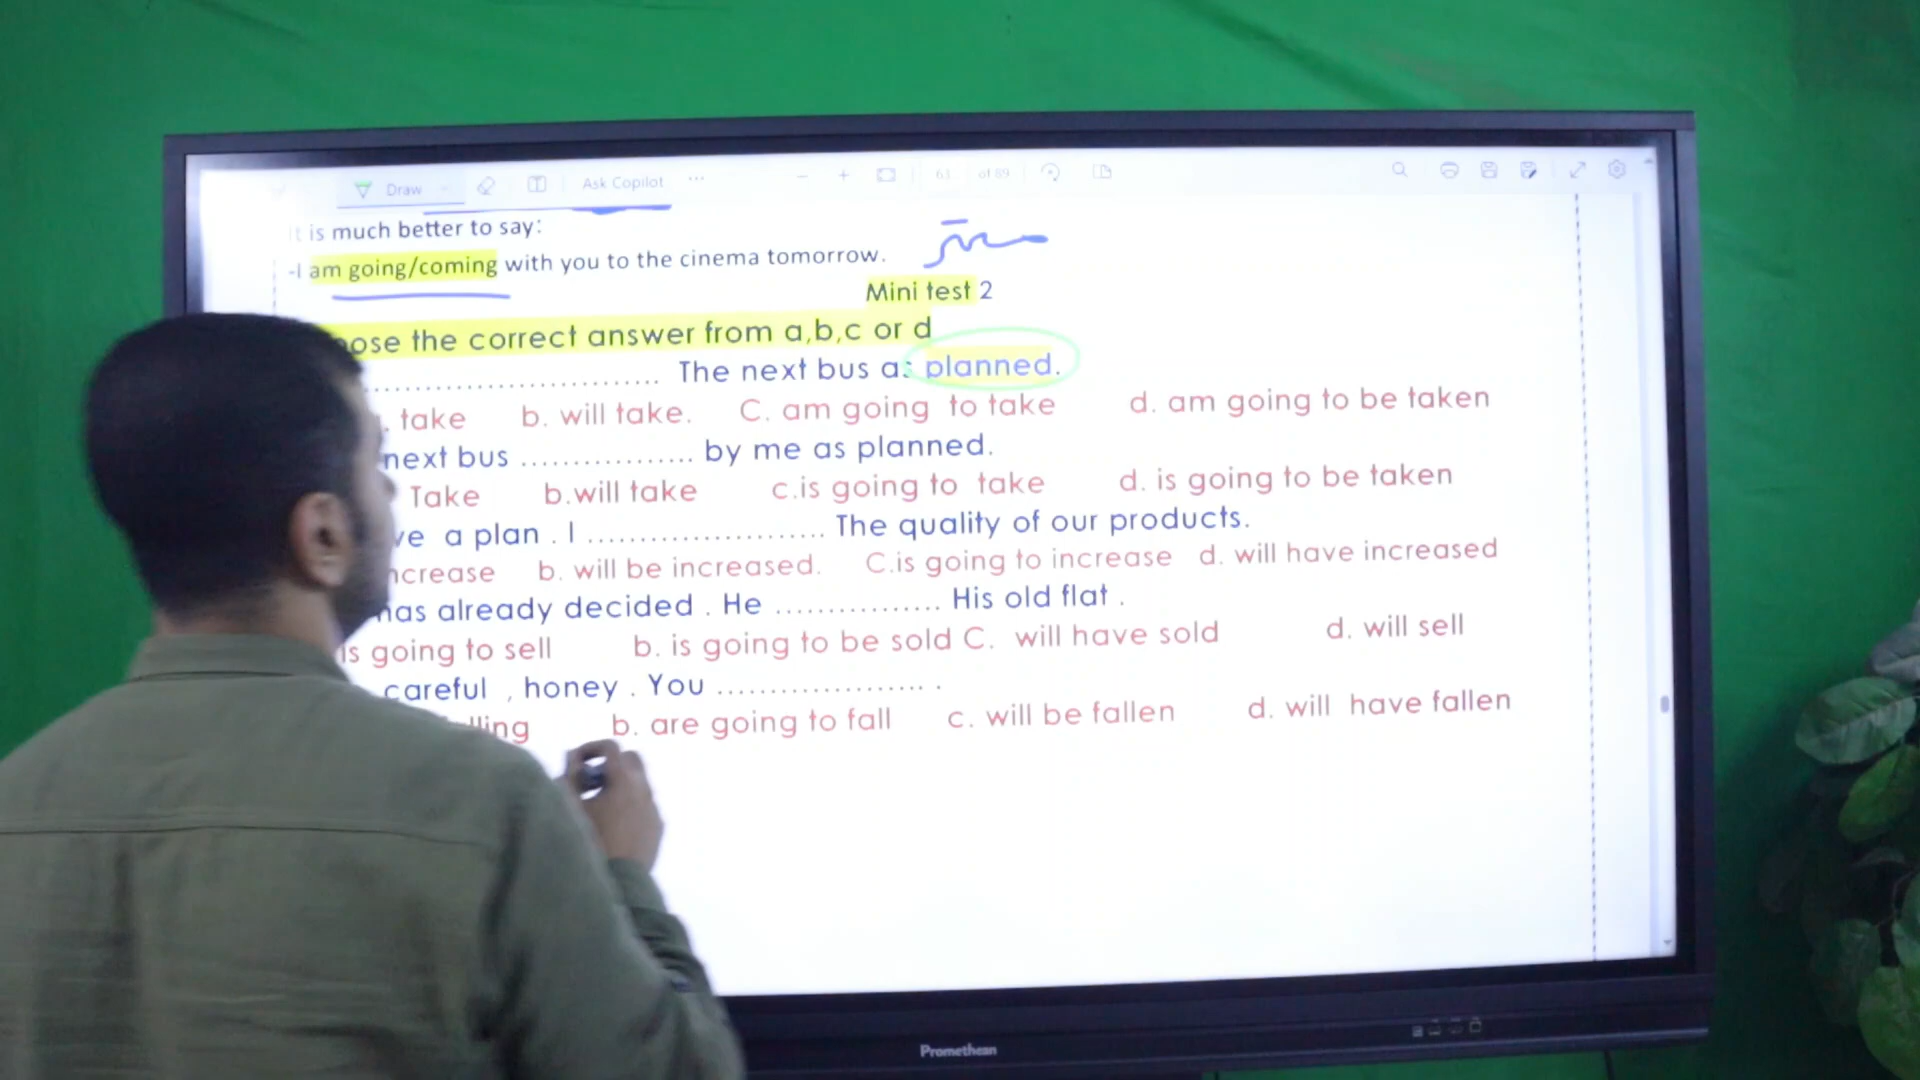 Draw Ask Copilot ... 61 of 89
It is much better to say:
-I am going/coming with you to the cinema tomorrow.
Mini test 2
ose the correct answer from a,b,c or d
.............................. The next bus as planned.
. take b. will take. C. am going to take d. am going to be taken
next bus ................. by me as planned.
Take b.will take c.is going to take d. is going to be taken
ve a plan . I ........................ The quality of our products.
ncrease b. will be increased. C.is going to increase d. will have increased
has already decided . He ................ His old flat .
is going to sell b. is going to be sold C. will have sold d. will sell
careful , honey . You .................... .
lling b. are going to fall c. will be fallen d. will have fallen
Promethean